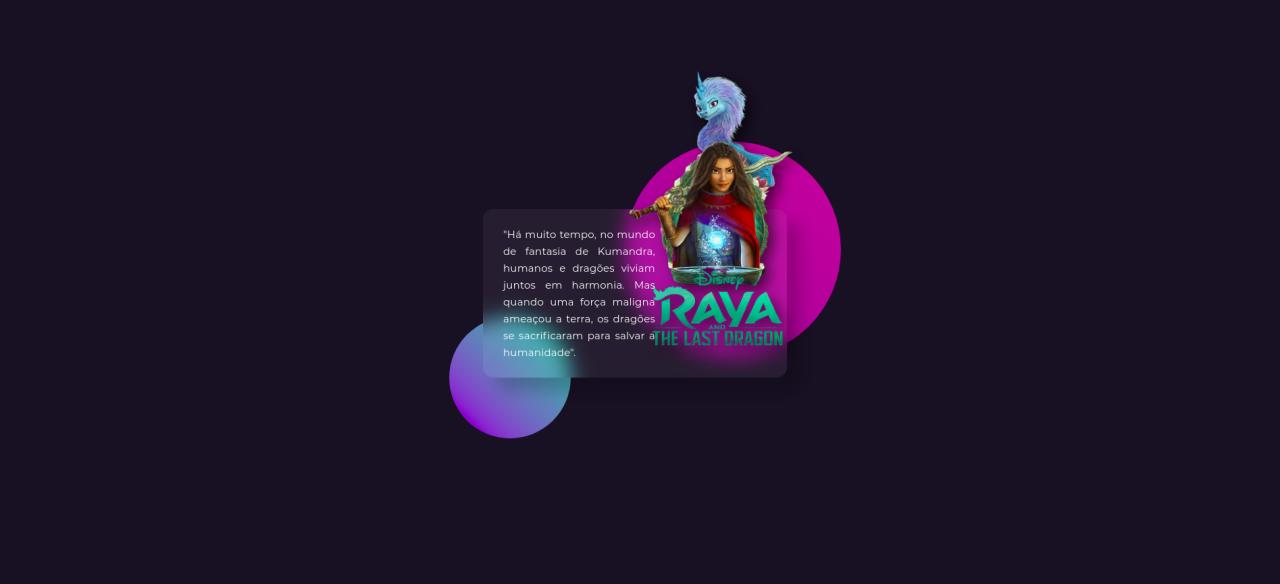 "Há muito tempo, no mundo
de fantasia de Kumandra,
humanos e dragões viviam
juntos em harmonia. Mas
quando uma força maligna
ameaçou a terra, os dragões
se sacrificaram para salvar a
humanidade".
Disney
RAYA
AND
THE LAST DRAGON